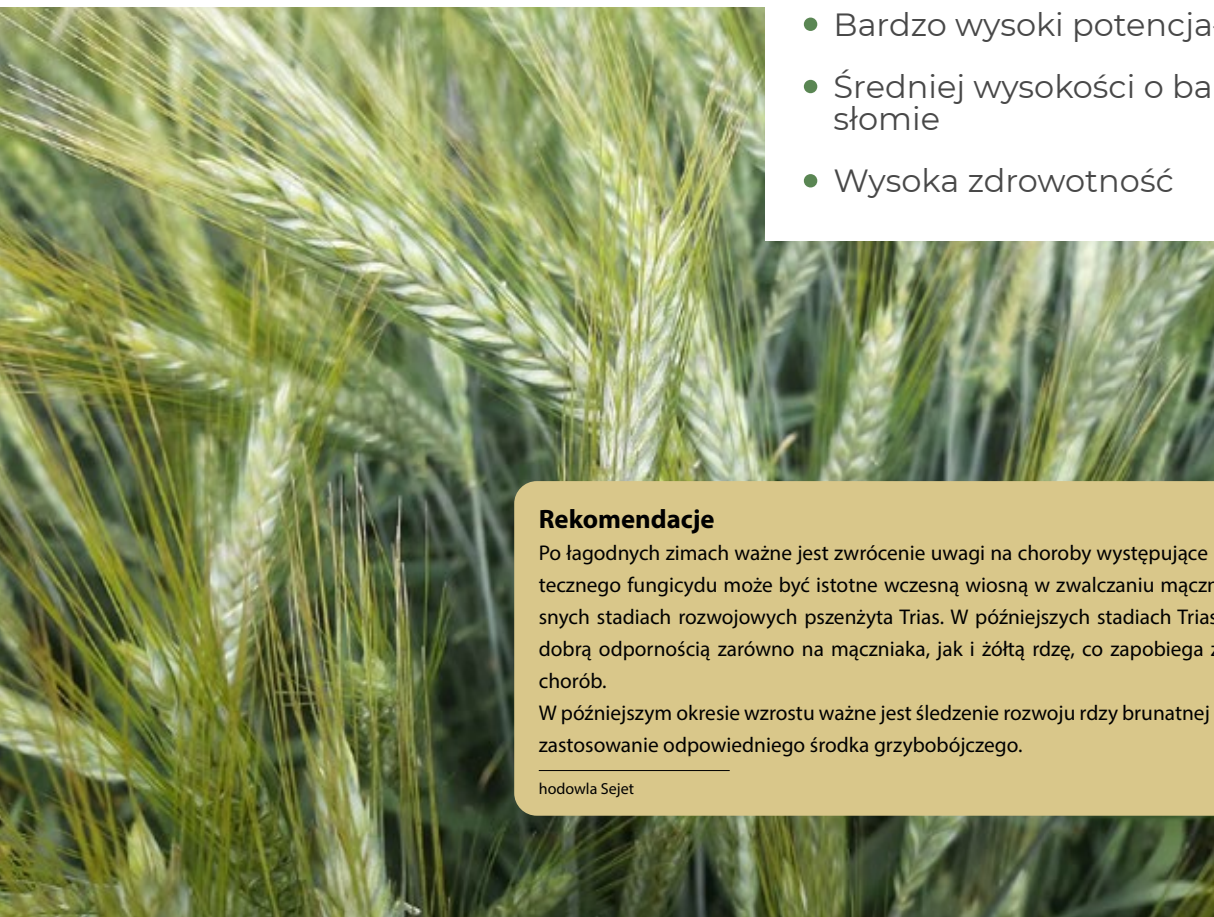 Bardzo wysoki potencja
Średniej wysokości o ba
słomie
Wysoka zdrowotność
Rekomendacje
Po łagodnych zimach ważne jest zwrócenie uwagi na choroby występujące
tecznego fungicydu może być istotne wczesną wiosną w zwalczaniu mączn
snych stadiach rozwojowych pszenżyta Trias. W późniejszych stadiach Trias
dobrą odpornością zarówno na mączniaka, jak i żółtą rdzę, co zapobiega z
chorób.
W późniejszym okresie wzrostu ważne jest śledzenie rozwoju rdzy brunatnej
zastosowanie odpowiedniego środka grzybobójczego.
hodowla Sejet